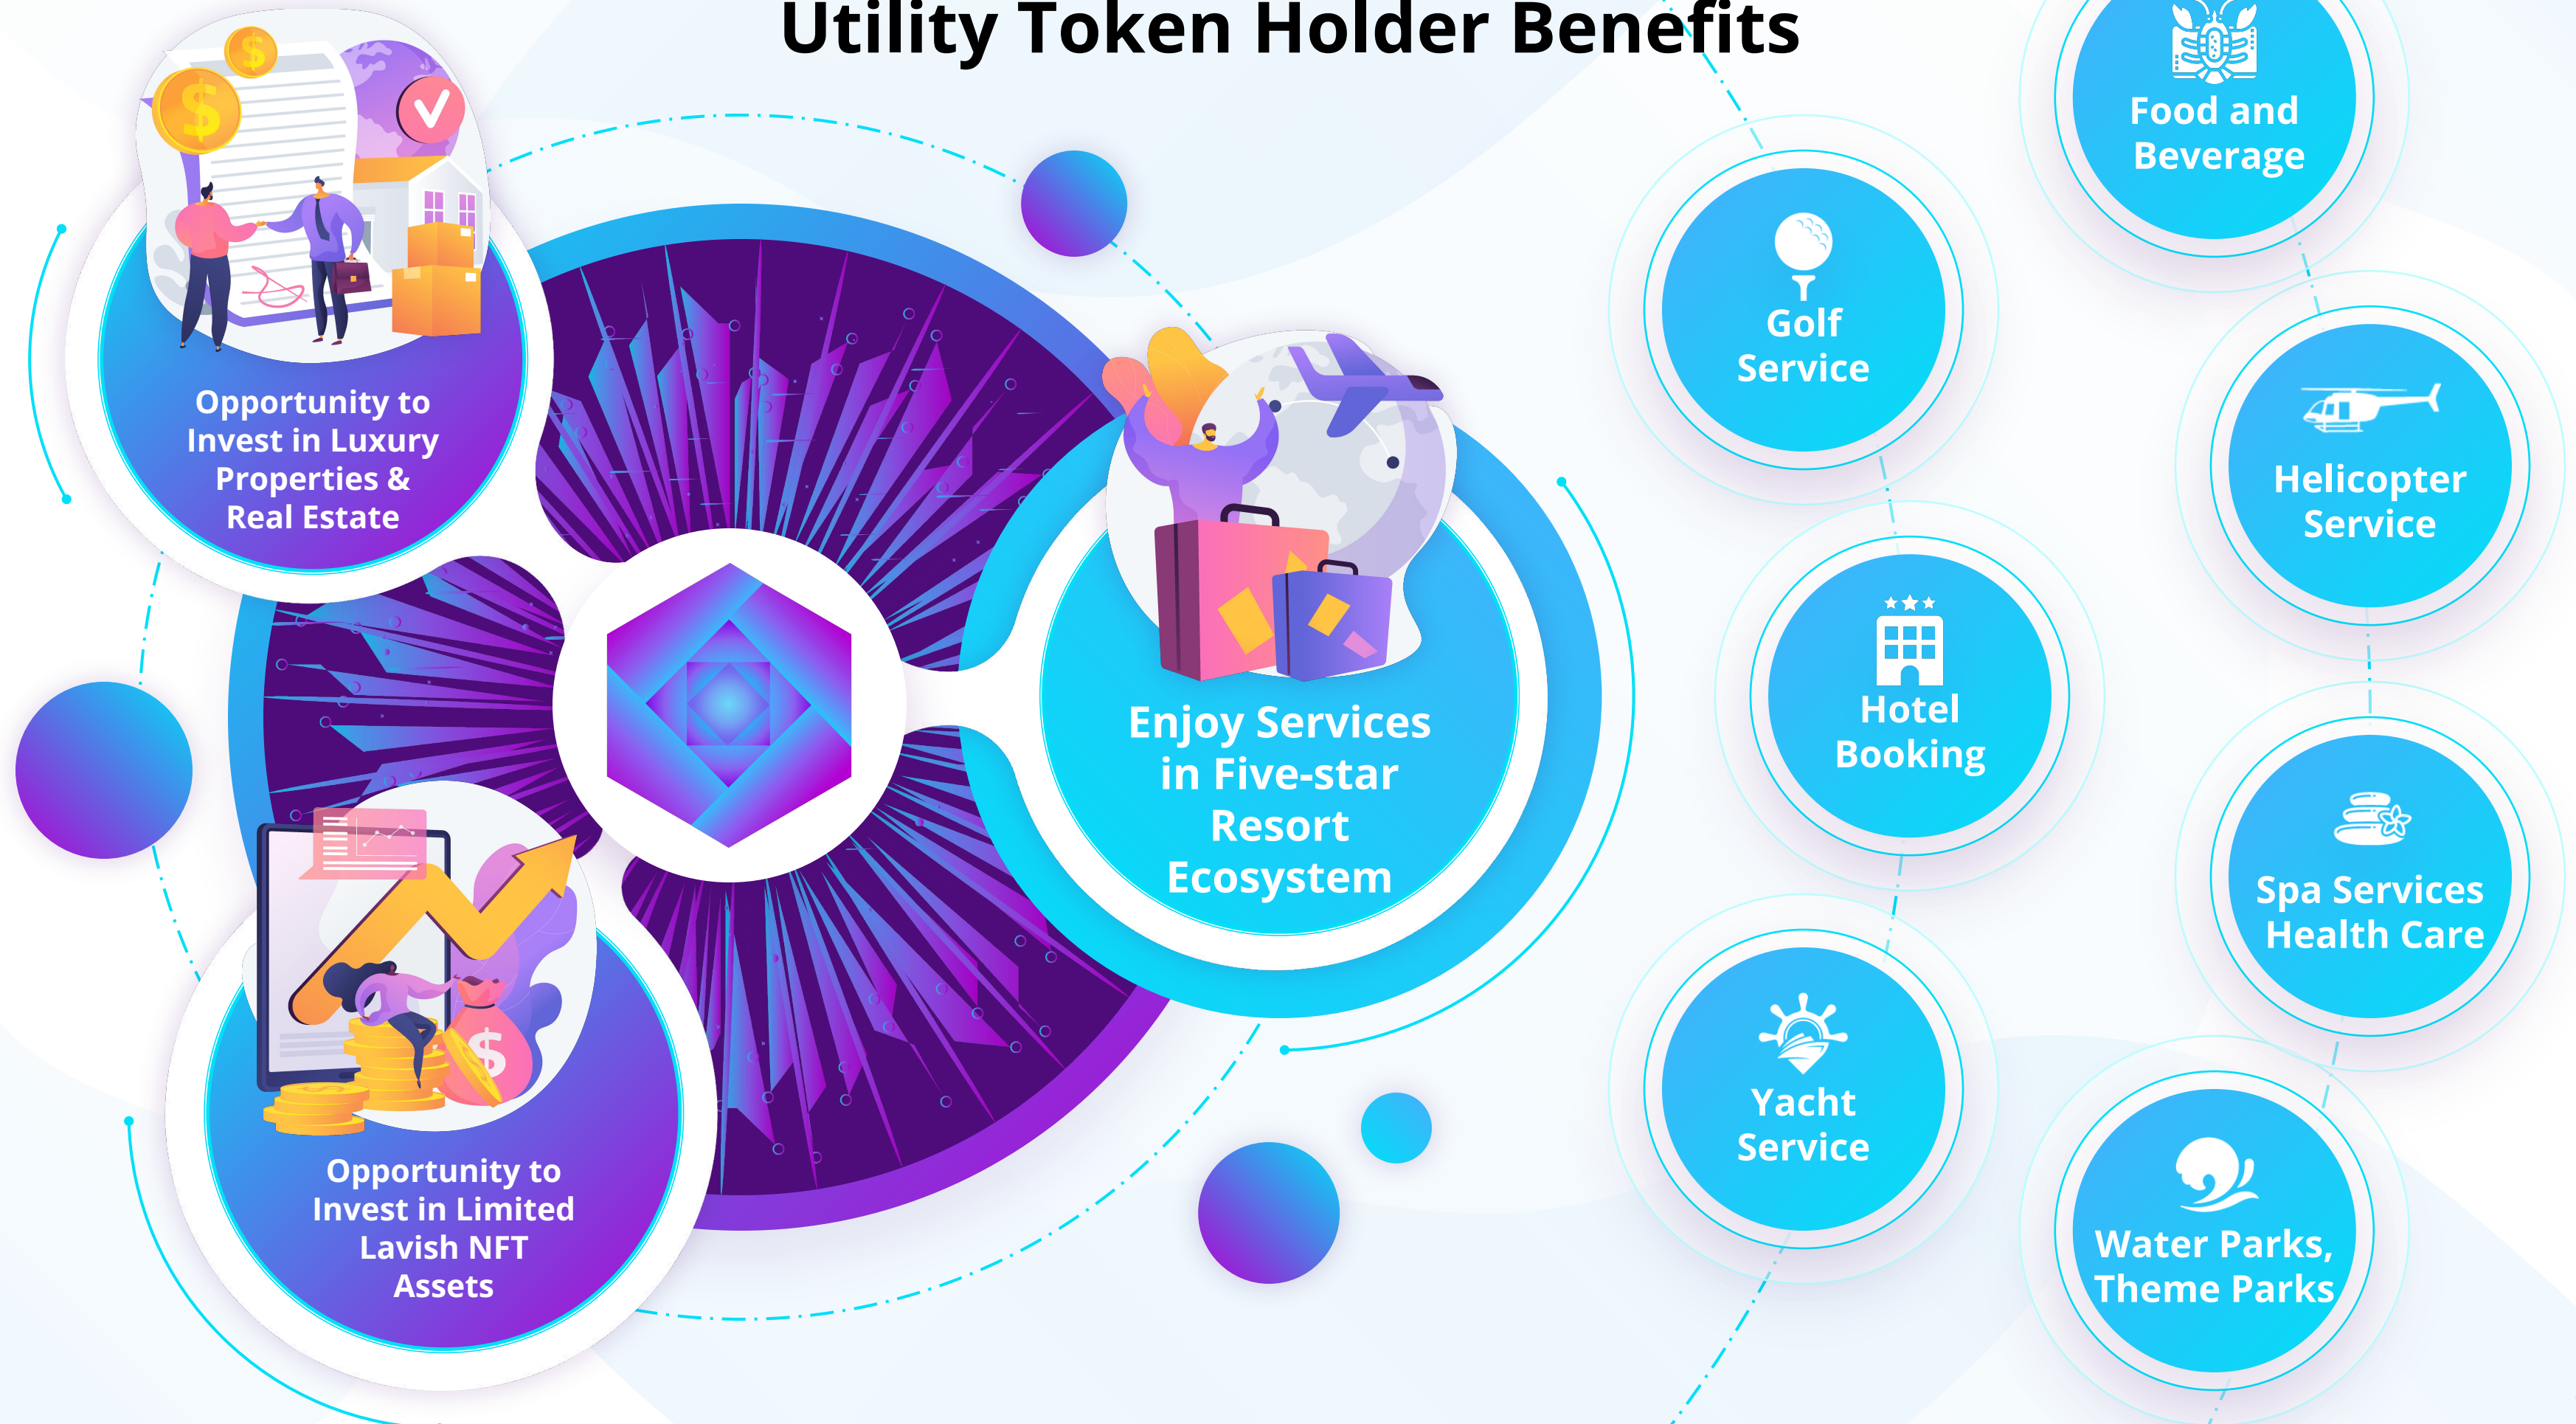 Utility Token Holder Benefits
Opportunity to
Invest in Luxury
Properties &
Real Estate
Enjoy Services
in Five-star
Resort
Ecosystem
Opportunity to
Invest in Limited
Lavish NFT
Assets
Golf
Service
Hotel
Booking
Yacht
Service
Food and
Beverage
Helicopter
Service
Spa Services
Health Care
Water Parks,
Theme Parks